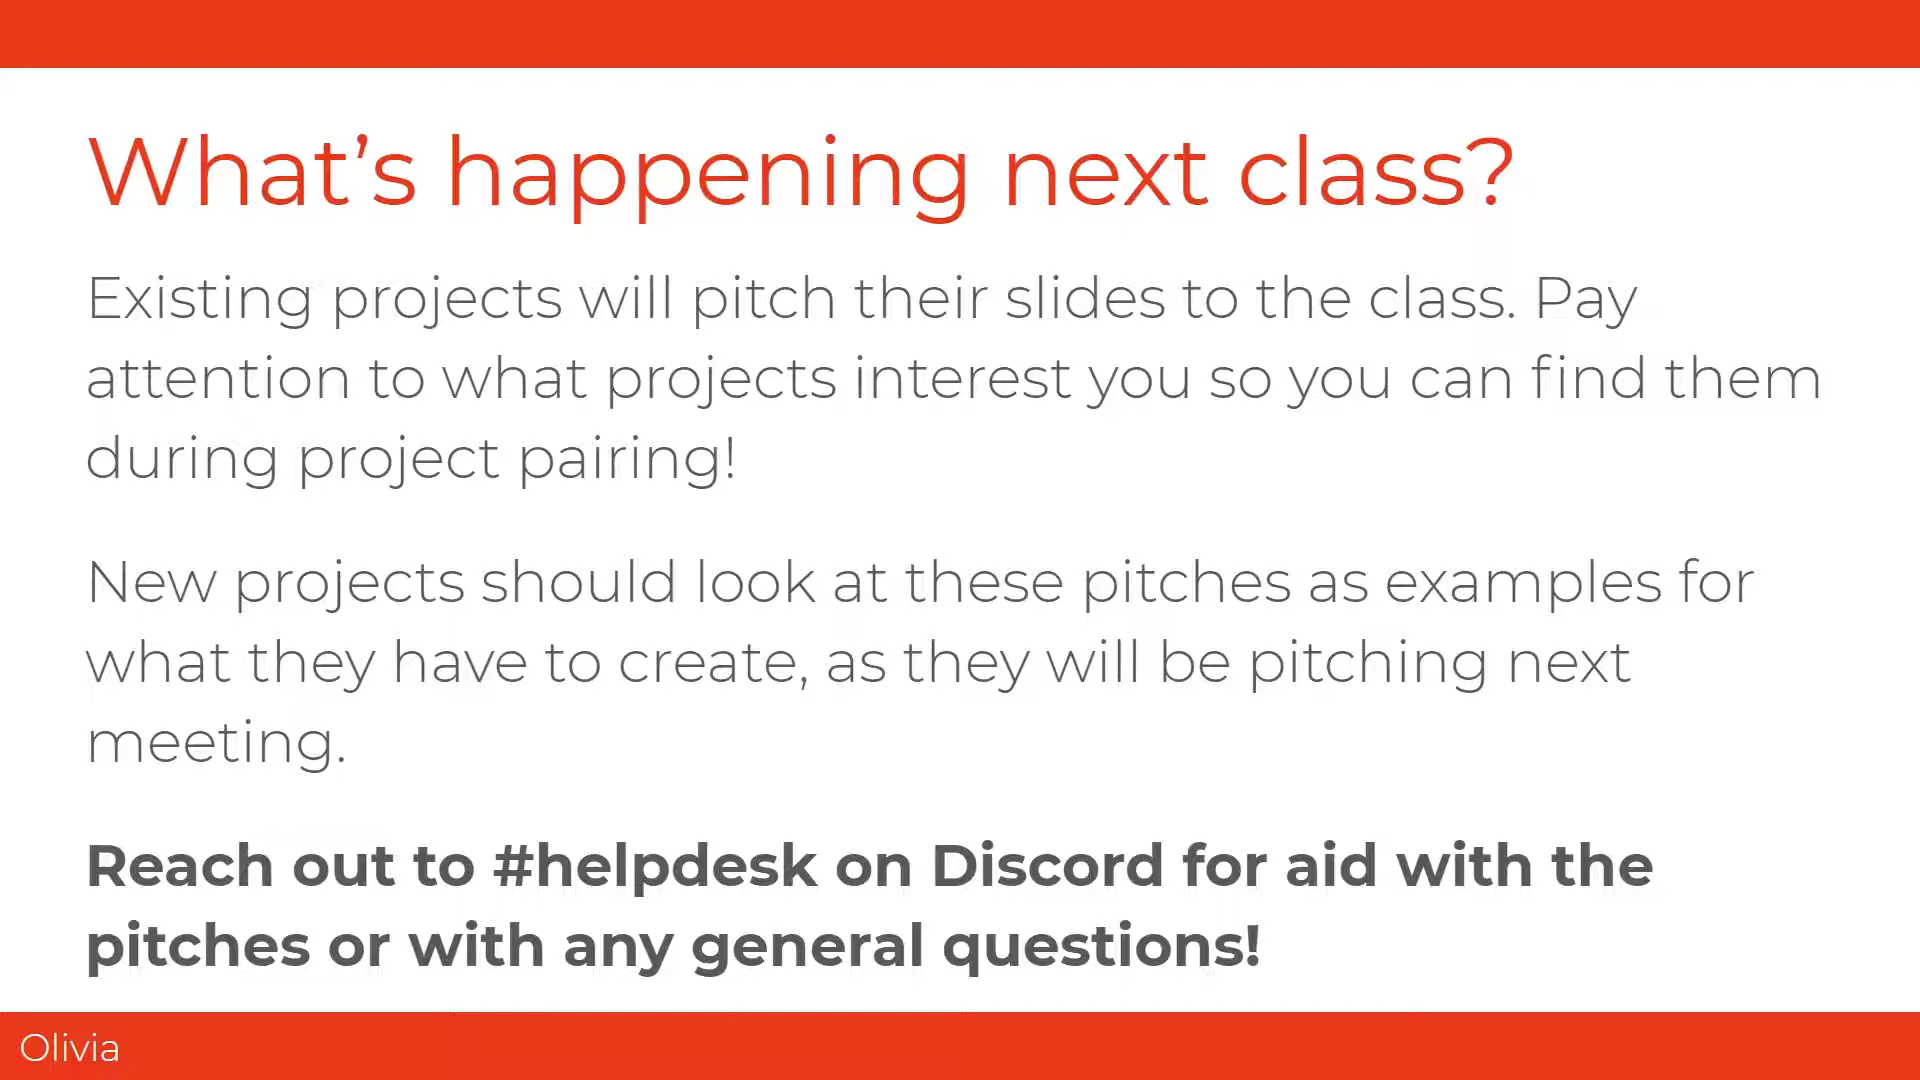 What’s happening next class?
Existing projects will pitch their slides to the class. Pay
attention to what projects interest you so you can find them
during project pairing!
New projects should look at these pitches as examples for
what they have to create, as they will be pitching next
meeting.
Reach out to #helpdesk on Discord for aid with the
pitches or with any general questions!
Olivia